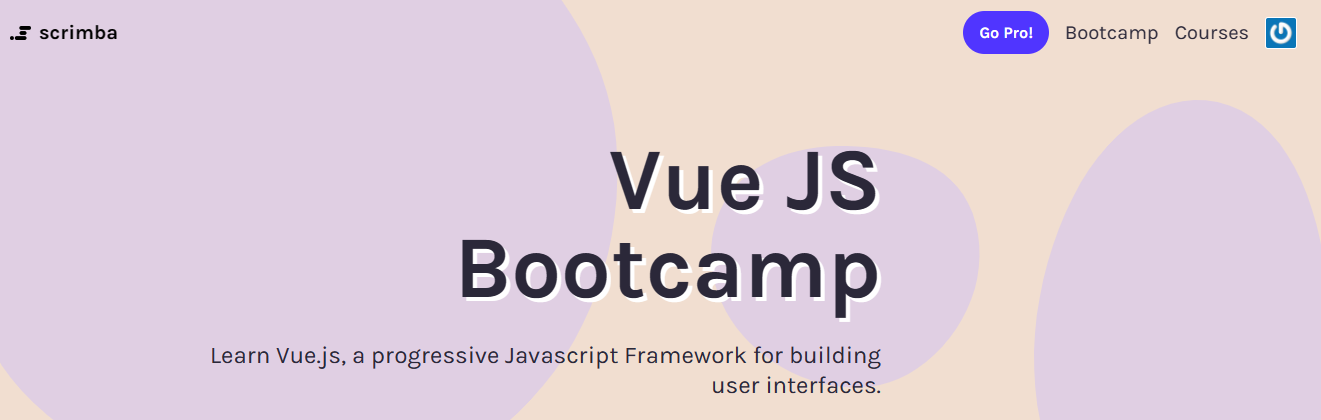 scrimba
Go Pro! Bootcamp Courses
Vue JS
Bootcamp
Learn Vue.js, a progressive Javascript Framework for building
user interfaces.